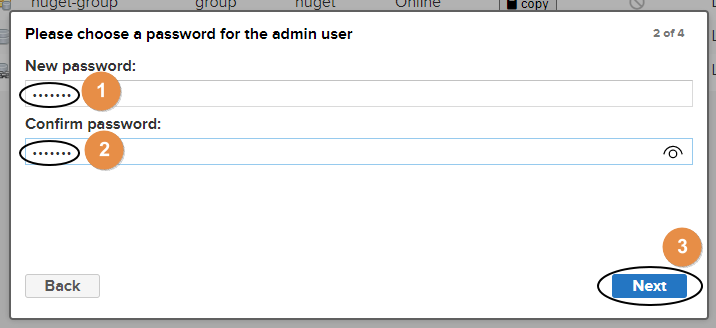 nuget-group group nuget Online copy
Please choose a password for the admin user 2 of 4
New password:
••••••• 1
Confirm password:
••••••• 2
3
Back Next